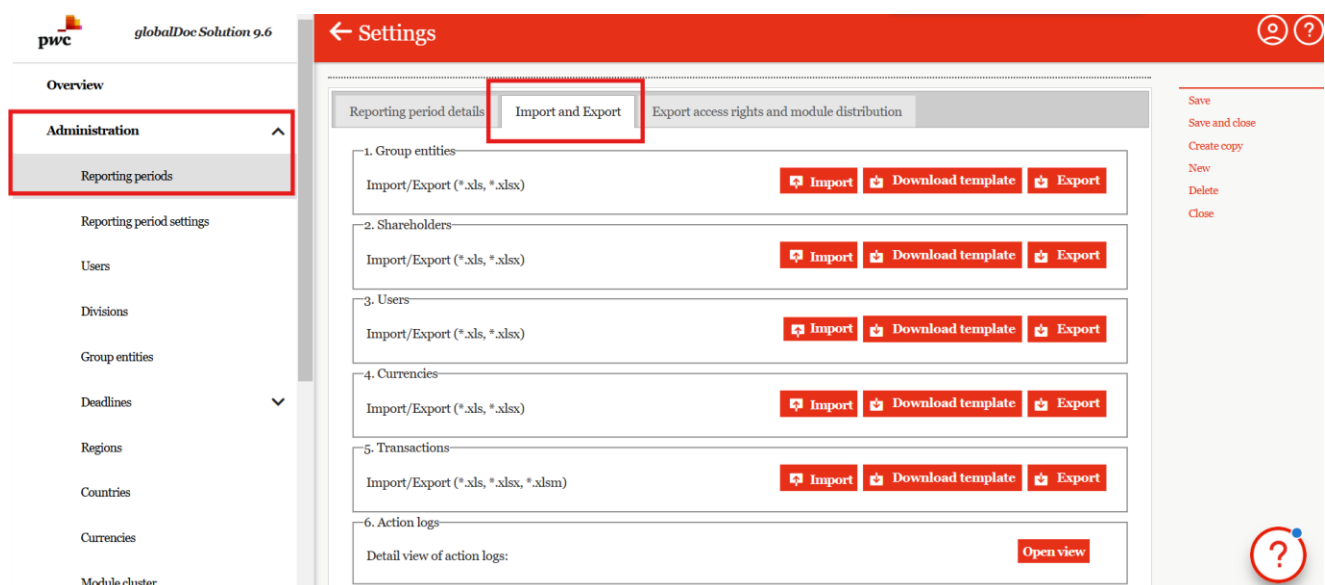 pwc
globalDoc Solution 9.6
Overview
Administration
Reporting periods
Reporting period settings
Users
Divisions
Group entities
Deadlines
Regions
Countries
Currencies
Module cluster
Settings
Reporting period details
Import and Export
Export access rights and module distribution
1. Group entities
Import/Export (*.xls, *.xlsx)
Import Download template Export
2. Shareholders
Import/Export (*.xls, *.xlsx)
Import Download template Export
3. Users
Import/Export (*.xls, *.xlsx)
Import Download template Export
4. Currencies
Import/Export (*.xls, *.xlsx)
Import Download template Export
5. Transactions
Import/Export (*.xls, *.xlsx, *.xlsm)
Import Download template Export
6. Action logs
Detail view of action logs:
Open view
Save
Save and close
Create copy
New
Delete
Close
?
?